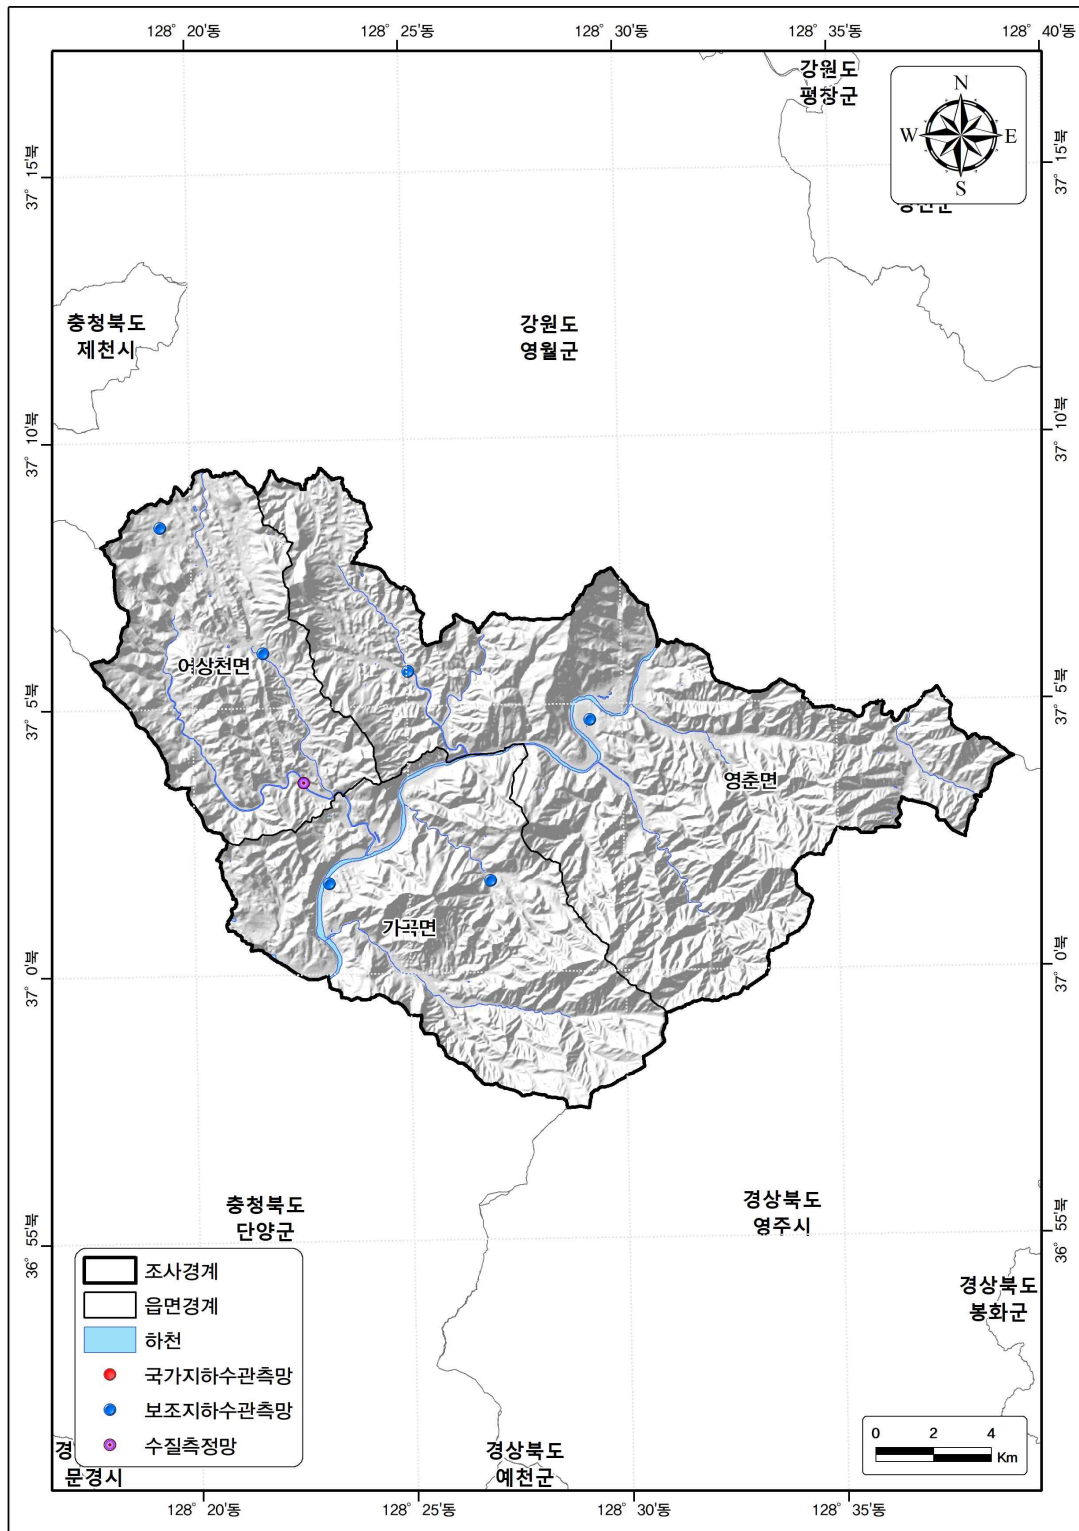 128° 20'동
128° 25'동
128° 30'동
128° 35'동
128° 40'동
강원도
평창군
N
W
E
S
37° 15'북
37° 15'북
충청북도
제천시
강원도
영월군
37° 10'북
37° 10'북
어상천면
37° 5'북
37° 5'북
영춘면
가곡면
37° 0'북
37° 0'북
충청북도
단양군
경상북도
영주시
36° 55'북
36° 55'북
조사경계
읍면경계
하천
국가지하수관측망
보조지하수관측망
수질측정망
경상북도
봉화군
경
문경시
경상북도
예천군
0 2 4
Km
128° 20'동
128° 25'동
128° 30'동
128° 35'동